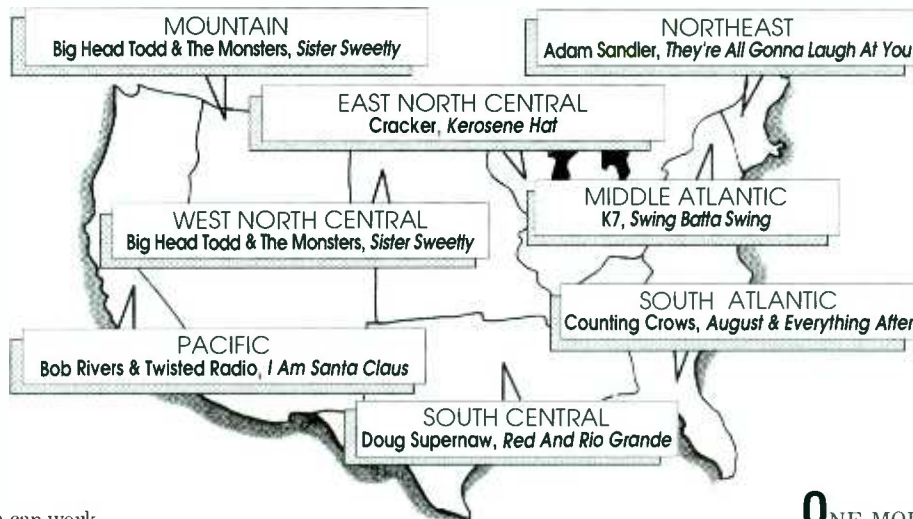 MOUNTAIN
Big Head Todd & The Monsters, Sister Sweetly
NORTHEAST
Adam Sandler, They're All Gonna Laugh At You
EAST NORTH CENTRAL
Cracker, Kerosene Hat
MIDDLE ATLANTIC
K7, Swing Batta Swing
WEST NORTH CENTRAL
Big Head Todd & The Monsters, Sister Sweetly
SOUTH ATLANTIC
Counting Crows, August & Everything After
PACIFIC
Bob Rivers & Twisted Radio, I Am Santa Claus
SOUTH CENTRAL
Doug Supernaw, Red And Rio Grande
can work